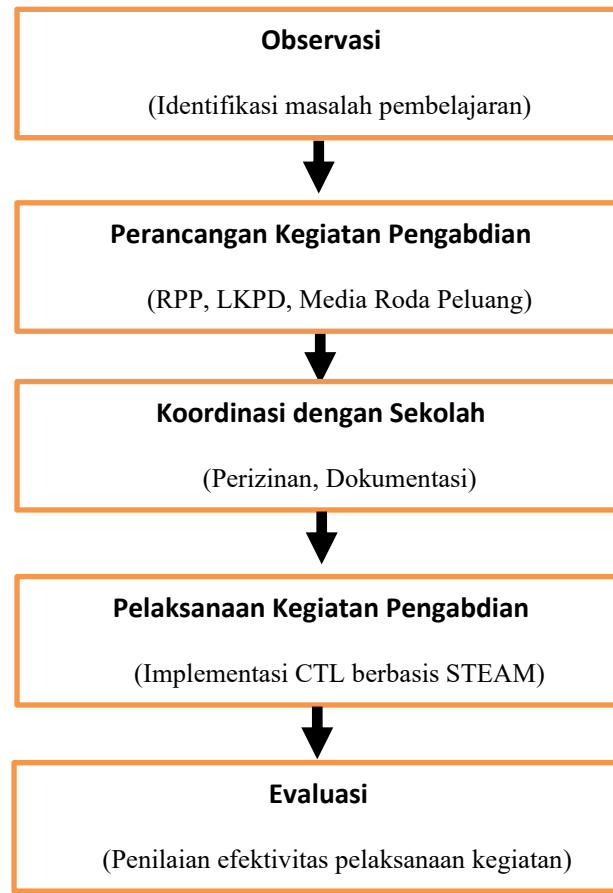 Observasi
(Identifikasi masalah pembelajaran)
Perancangan Kegiatan Pengabdian
(RPP, LKPD, Media Roda Peluang)
Koordinasi dengan Sekolah
(Perizinan, Dokumentasi)
Pelaksanaan Kegiatan Pengabdian
(Implementasi CTL berbasis STEAM)
Evaluasi
(Penilaian efektivitas pelaksanaan kegiatan)